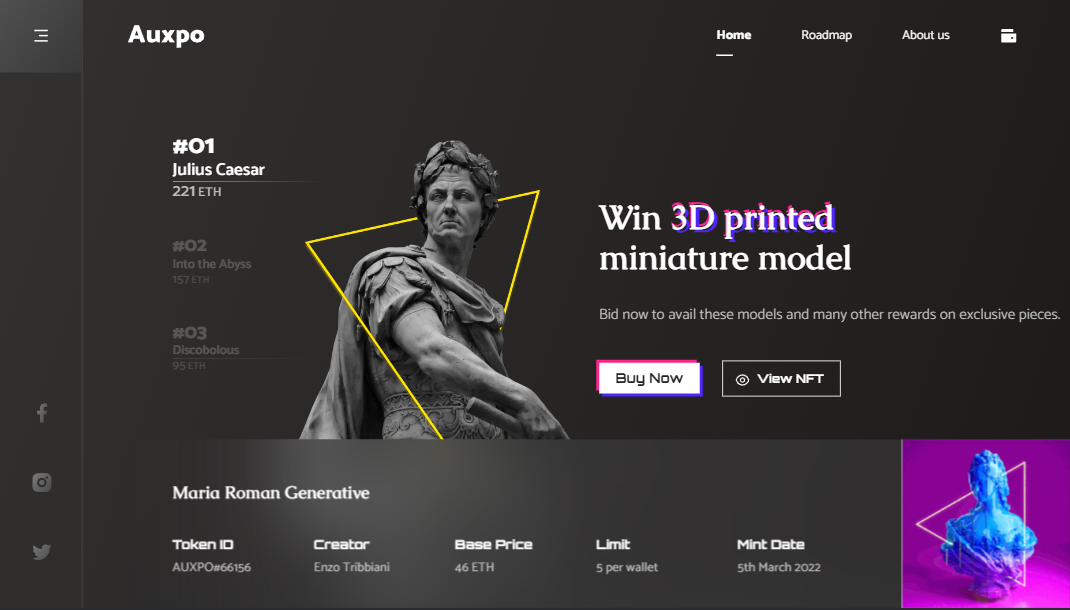 Auxpo
Home
Roadmap
About us
#01
Julius Caesar
221 ETH
#02
Into the Abyss
157 ETH
#03
Discobolous
95 ETH
Win 3D printed
miniature model
Bid now to avail these models and many other rewards on exclusive pieces.
Buy Now
View NFT
Maria Roman Generative
Token ID
AUXPO#66156
Creator
Enzo Tribbiani
Base Price
46 ETH
Limit
5 per wallet
Mint Date
5th March 2022